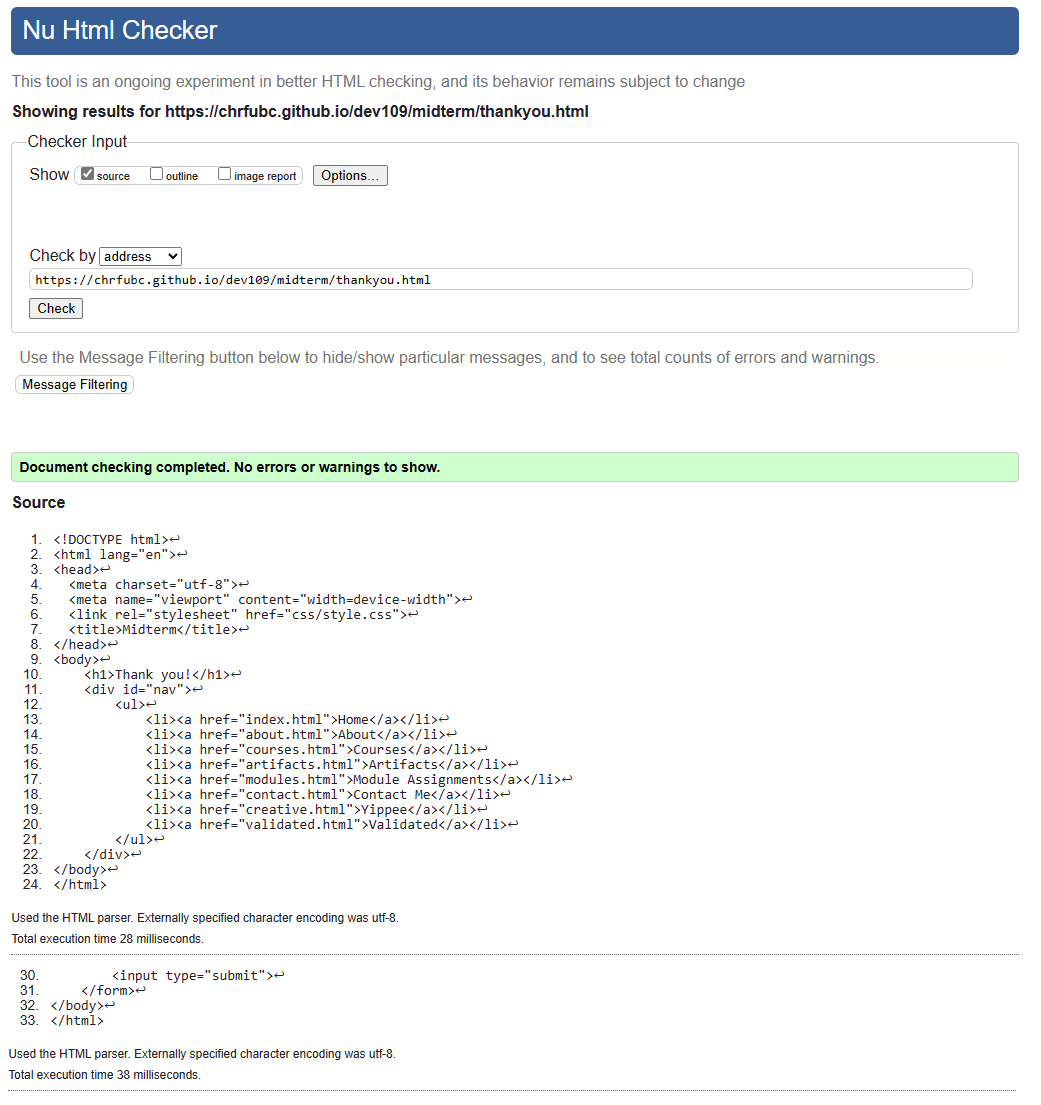 Nu Html Checker
This tool is an ongoing experiment in better HTML checking, and its behavior remains subject to change
Showing results for https://chrfubc.github.io/dev109/midterm/thankyou.html
Checker Input
Show source outline image report Options...
Check by address
https://chrfubc.github.io/dev109/midterm/thankyou.html
Check
Use the Message Filtering button below to hide/show particular messages, and to see total counts of errors and warnings.
Message Filtering
Document checking completed. No errors or warnings to show.
Source
1. <!DOCTYPE html>↩
2. <html lang="en">↩
3. <head>↩
4.   <meta charset="utf-8">↩
5.   <meta name="viewport" content="width=device-width">↩
6.   <link rel="stylesheet" href="css/style.css">↩
7.   <title>Midterm</title>↩
8. </head>↩
9. <body>↩
10.     <h1>Thank you!</h1>↩
11.     <div id="nav">↩
12.         <ul>↩
13.             <li><a href="index.html">Home</a></li>↩
14.             <li><a href="about.html">About</a></li>↩
15.             <li><a href="courses.html">Courses</a></li>↩
16.             <li><a href="artifacts.html">Artifacts</a></li>↩
17.             <li><a href="modules.html">Module Assignments</a></li>↩
18.             <li><a href="contact.html">Contact Me</a></li>↩
19.             <li><a href="creative.html">Yippee</a></li>↩
20.             <li><a href="validated.html">Validated</a></li>↩
21.         </ul>↩
22.     </div>↩
23. </body>↩
24. </html>
Used the HTML parser. Externally specified character encoding was utf-8.
Total execution time 28 milliseconds.
30.         <input type="submit">↩
31.     </form>↩
32. </body>↩
33. </html>
Used the HTML parser. Externally specified character encoding was utf-8.
Total execution time 38 milliseconds.